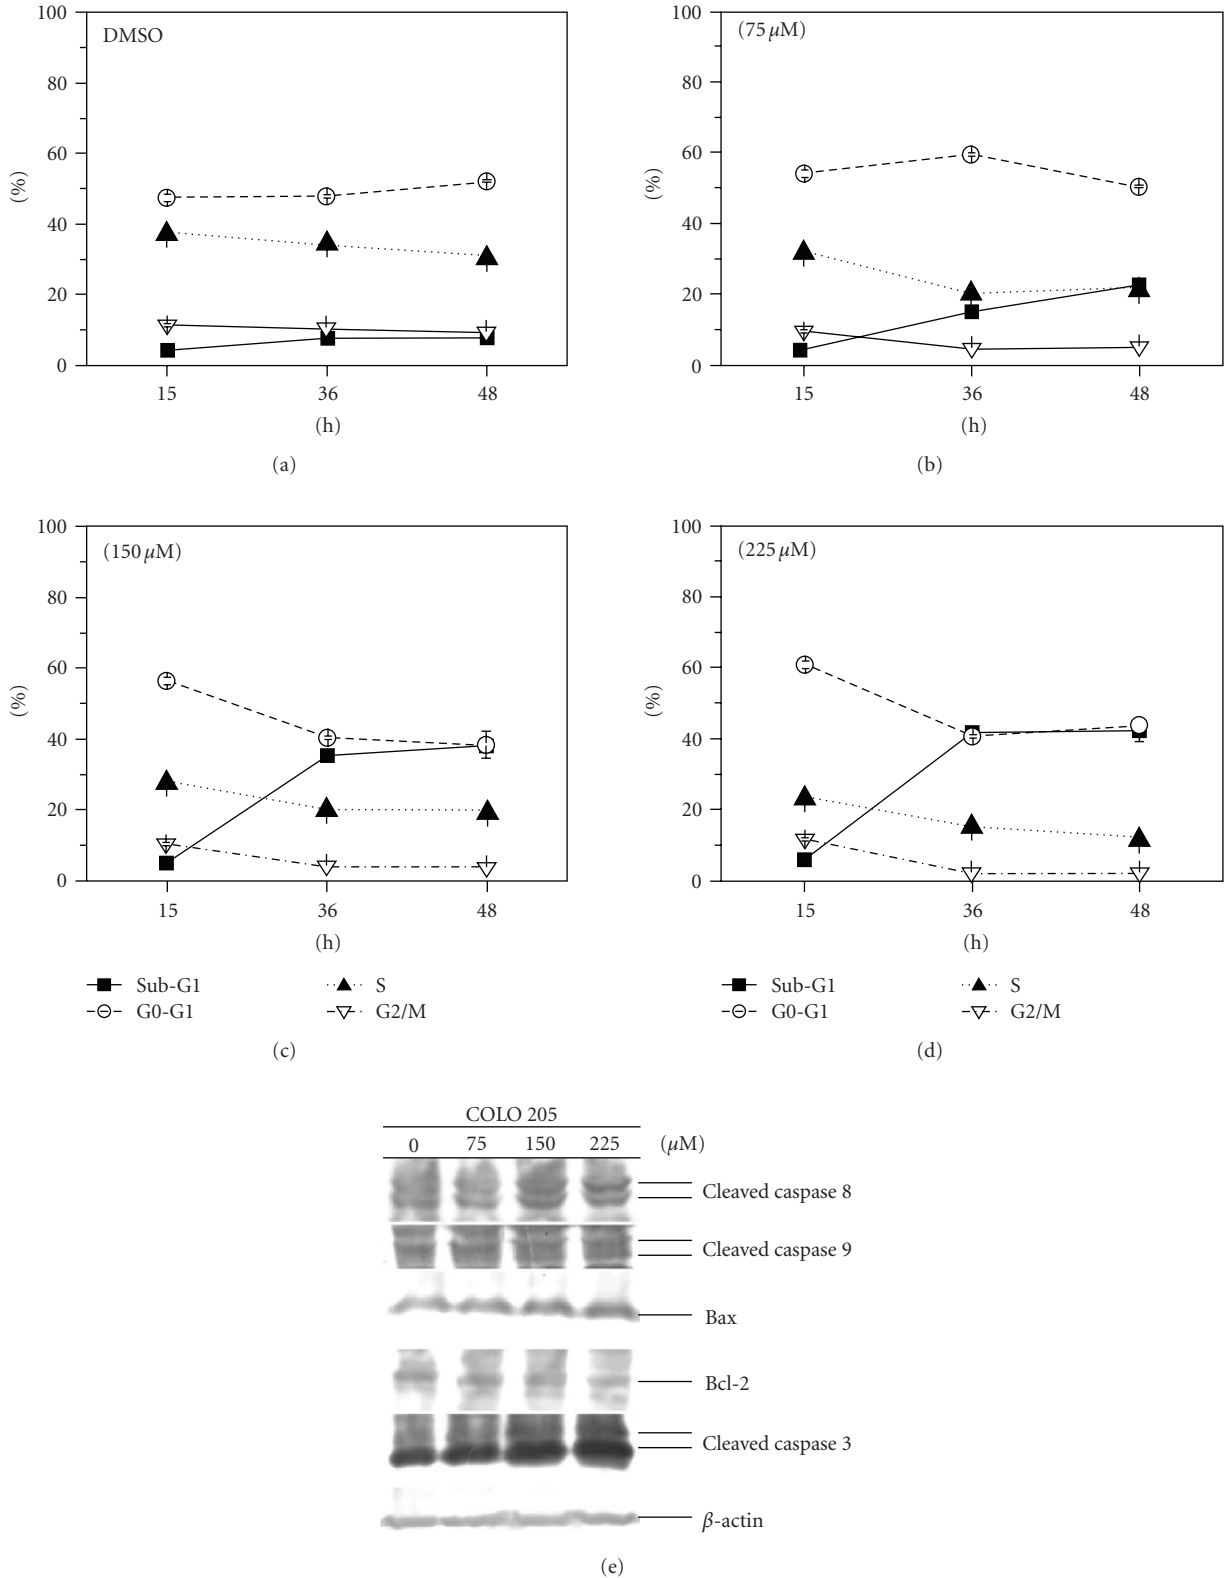 DMSO
100
80
60
40
20
0
(%)
15 36 48
(h)
(a)
(75 μM)
100
80
60
40
20
0
(%)
15 36 48
(h)
(b)
(150 μM)
100
80
60
40
20
0
(%)
15 36 48
(h)
Sub-G1 S
G0-G1 G2/M
(c)
(225 μM)
100
80
60
40
20
0
(%)
15 36 48
(h)
Sub-G1 S
G0-G1 G2/M
(d)
COLO 205
0 75 150 225 (μM)
Cleaved caspase 8
Cleaved caspase 9
Bax
Bcl-2
Cleaved caspase 3
β-actin
(e)